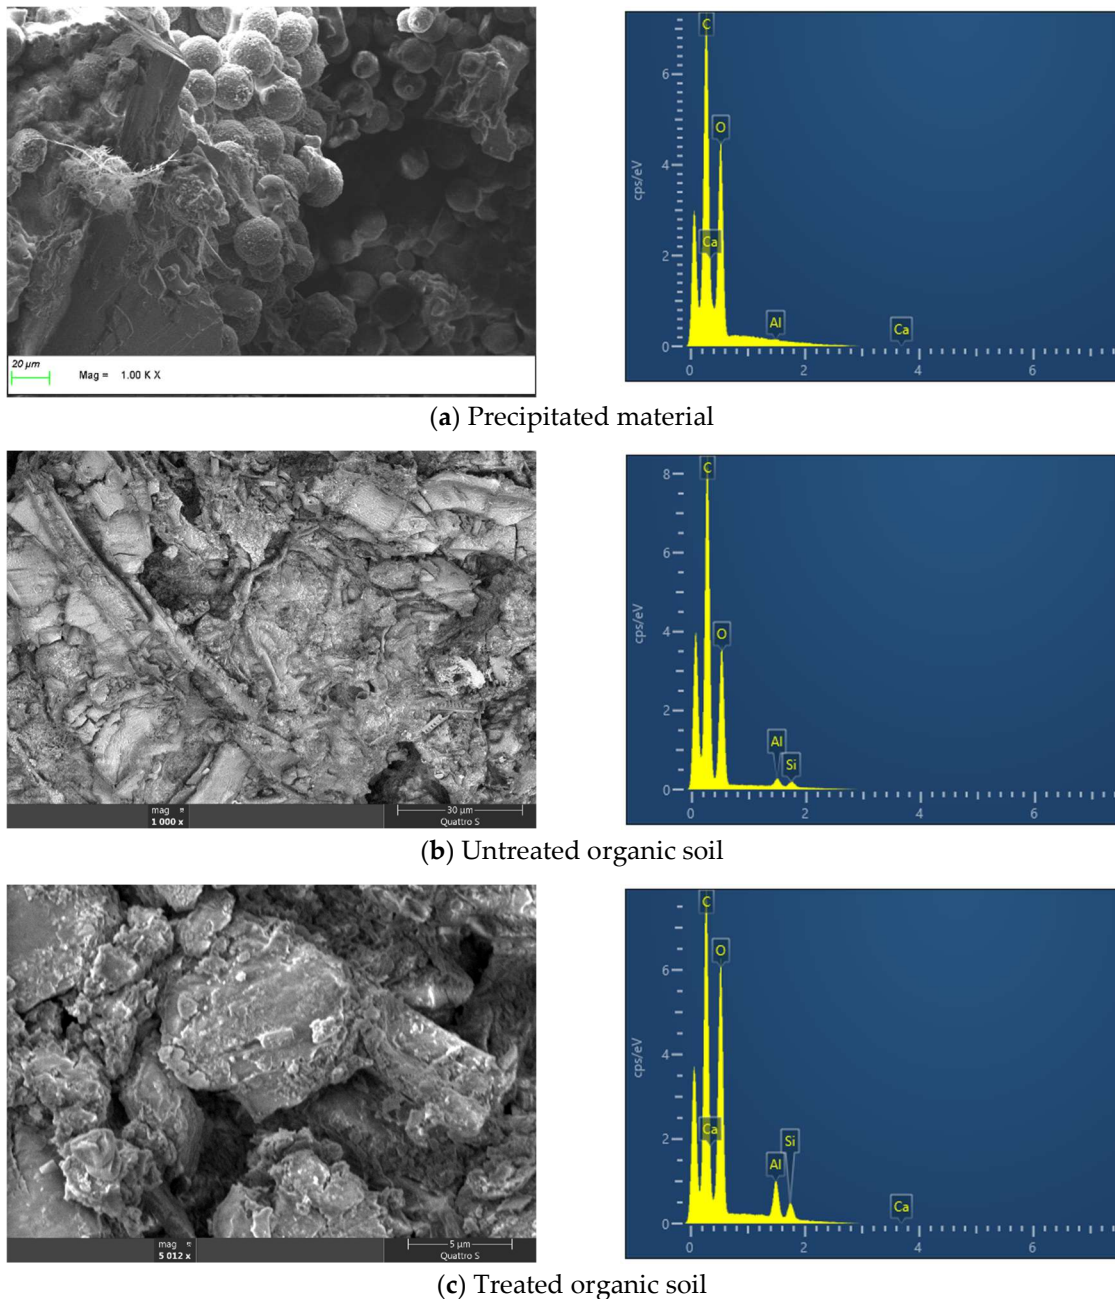 20 µm
Mag = 1.00 K X
cps/eV
6
4
2
0
C
O
Ca
Al
Ca
0
2
4
6
(a) Precipitated material
mag
1 000 x
30 µm
Quattro S
cps/eV
8
6
4
2
0
C
O
Al
Si
0
2
4
6
(b) Untreated organic soil
mag
5 012 x
5 µm
Quattro S
cps/eV
6
4
2
0
C
O
Ca
Al
Si
Ca
0
2
4
6
(c) Treated organic soil